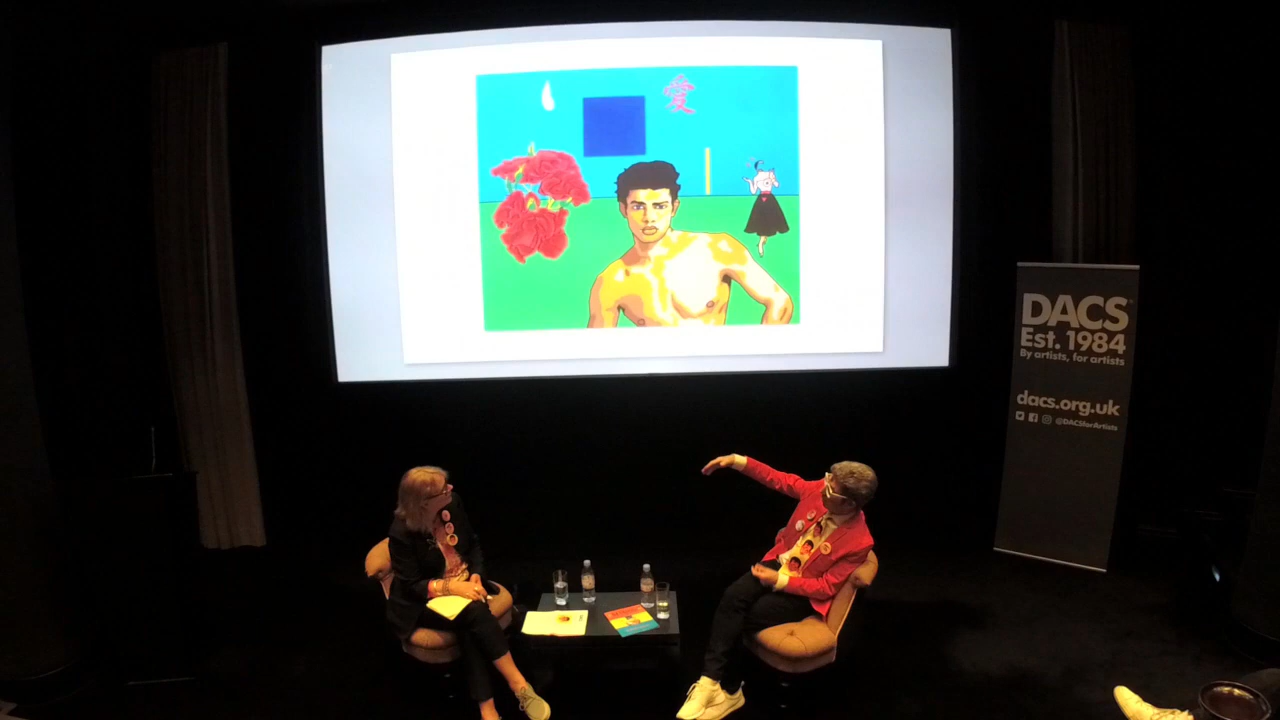 愛
DACS
Est. 1984
By artists, for artists
dacs.org.uk
@DACSforArtists